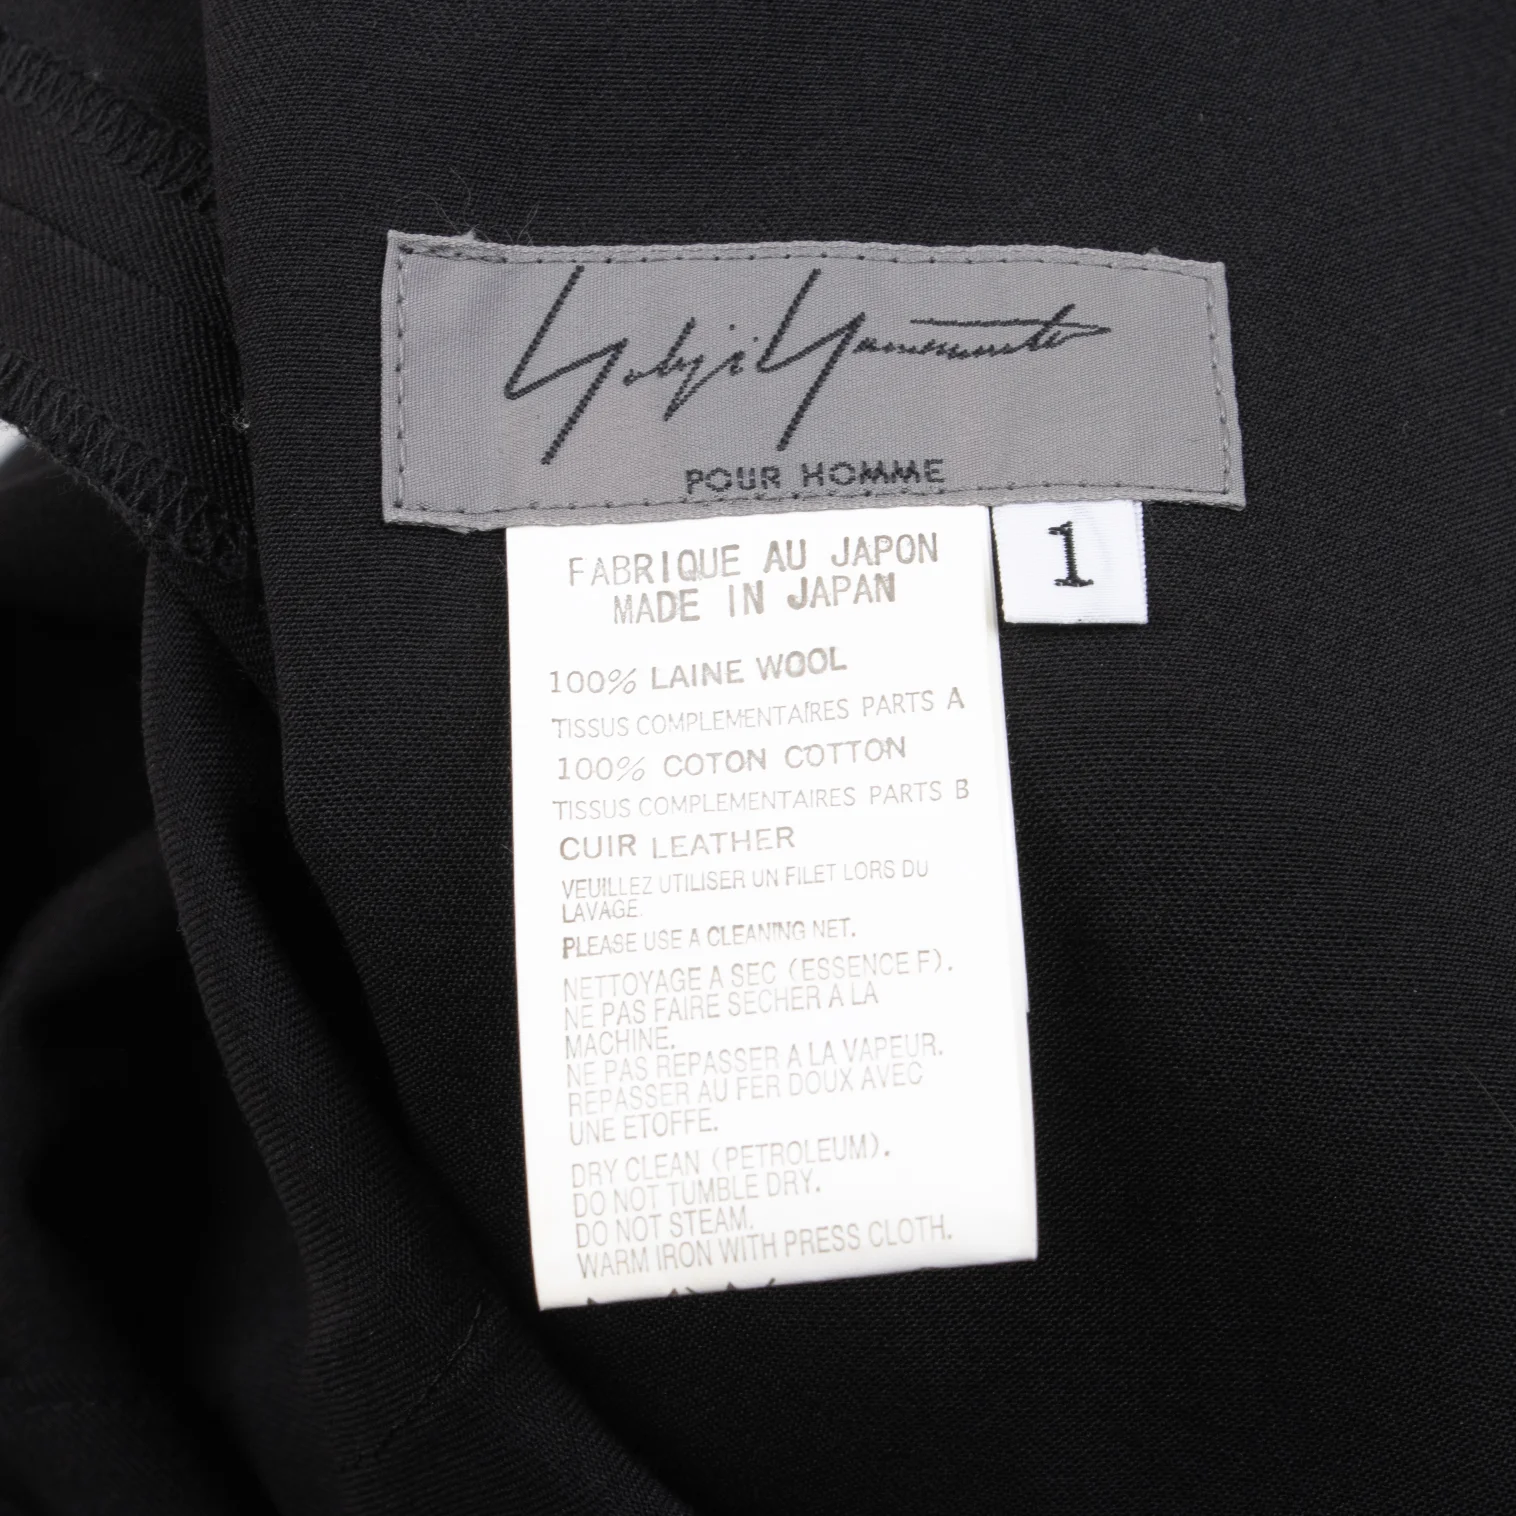 Yohji Yamamoto
POUR HOMME
1
FABRIQUE AU JAPON
MADE IN JAPAN
100% LAINE WOOL
TISSUS COMPLEMENTAIRES PARTS A
100% COTON COTTON
TISSUS COMPLEMENTAIRES PARTS B
CUIR LEATHER
VEUILLEZ UTILISER UN FILET LORS DU
LAVAGE.
PLEASE USE A CLEANING NET.
NETTOYAGE A SEC (ESSENCE F).
NE PAS FAIRE SECHER A LA
MACHINE.
NE PAS REPASSER A LA VAPEUR.
REPASSER AU FER DOUX AVEC
UNE ETOFFE.
DRY CLEAN (PETROLEUM).
DO NOT TUMBLE DRY.
DO NOT STEAM.
WARM IRON WITH PRESS CLOTH.